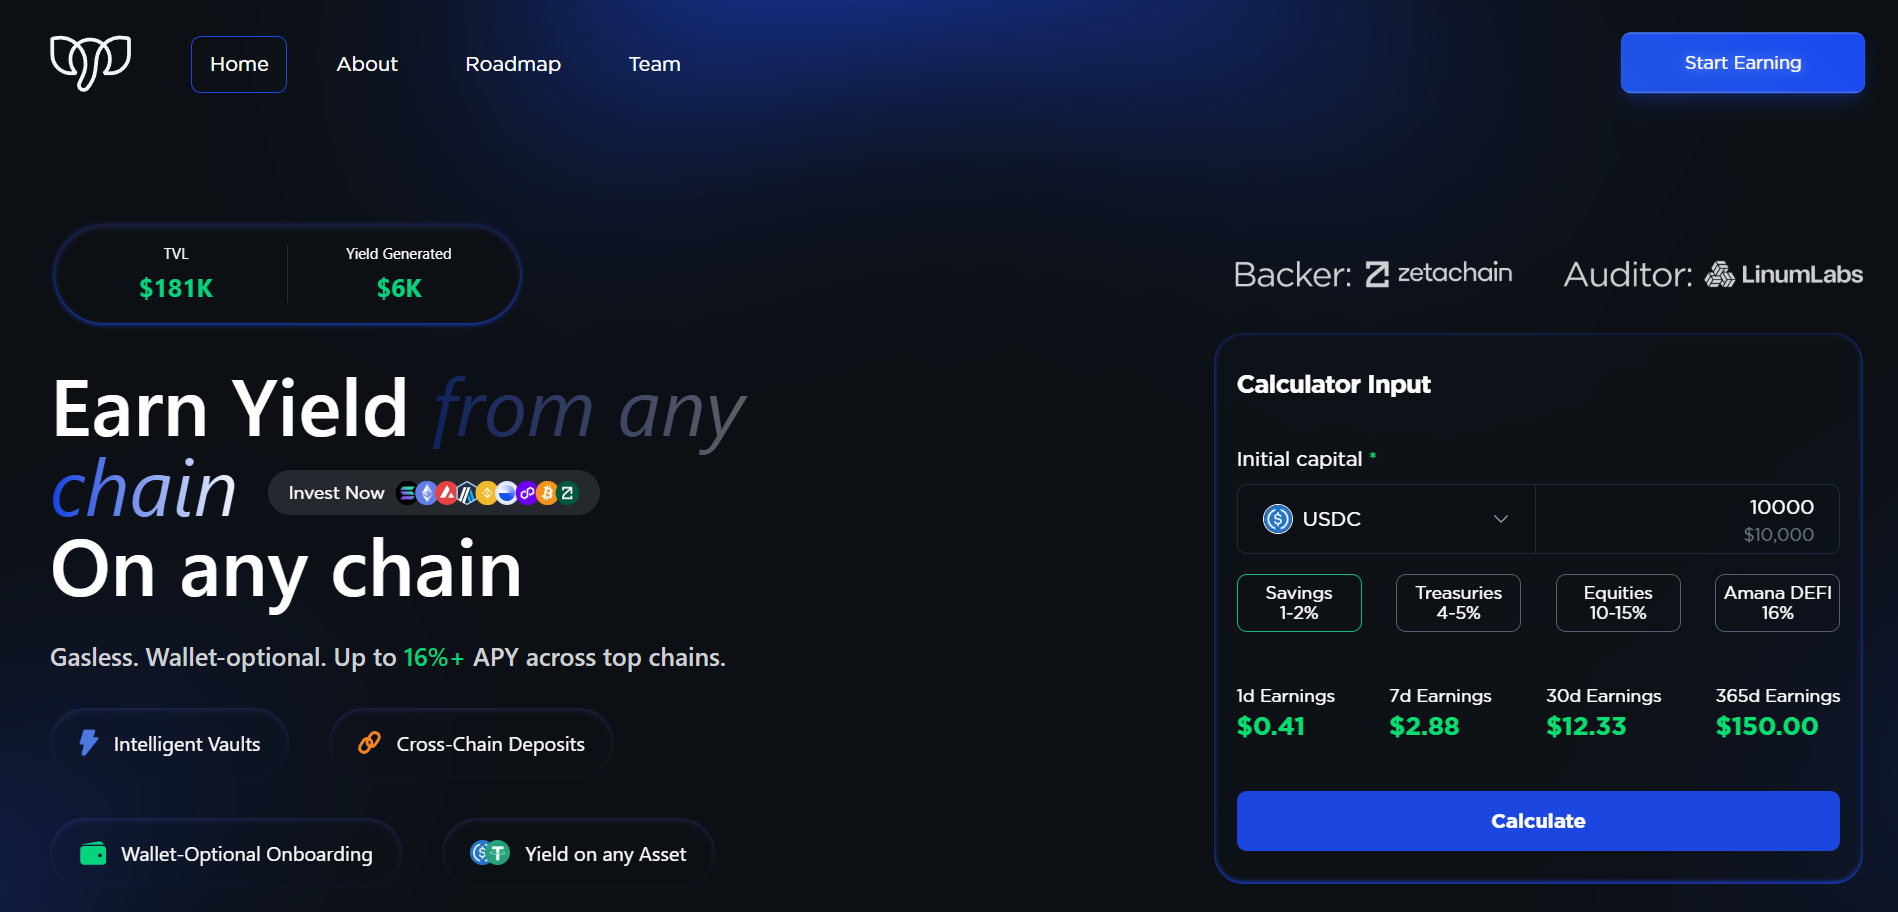 Home About Roadmap Team Start Earning
TVL Yield Generated
$181K $6K
Backer: zetachain Auditor: LinumLabs
Earn Yield from any
chain Invest Now
On any chain
Gasless. Wallet-optional. Up to 16%+ APY across top chains.
Intelligent Vaults Cross-Chain Deposits
Wallet-Optional Onboarding Yield on any Asset
Calculator Input
Initial capital *
USDC 10000
$10,000
Savings Treasuries Equities Amana DEFI
1-2% 4-5% 10-15% 16%
1d Earnings 7d Earnings 30d Earnings 365d Earnings
$0.41 $2.88 $12.33 $150.00
Calculate